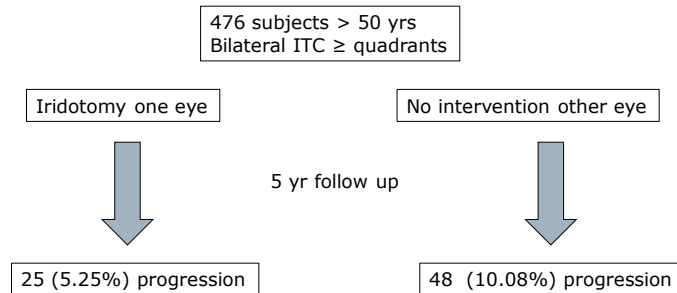 476 subjects > 50 yrs
Bilateral ITC ≥ quadrants
Iridotomy one eye
No intervention other eye
5 yr follow up
25 (5.25%) progression
48 (10.08%) progression